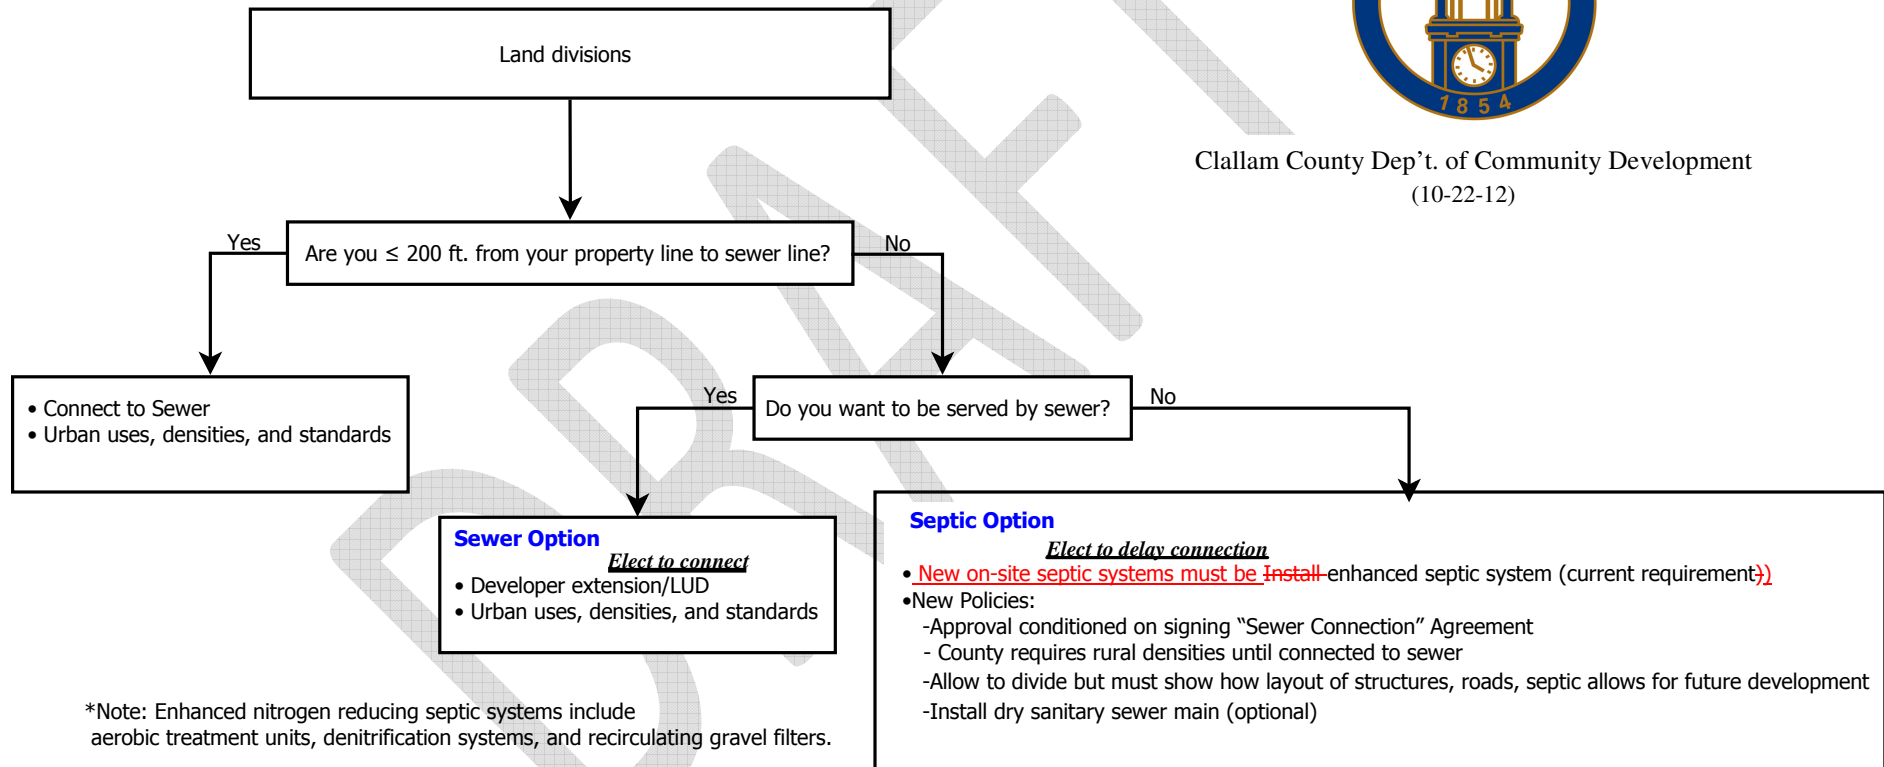 Land divisions
1854
Clallam County Dep’t. of Community Development
(10-22-12)
Yes
Are you ≤ 200 ft. from your property line to sewer line?
No
• Connect to Sewer
• Urban uses, densities, and standards
Yes
Do you want to be served by sewer?
No
Sewer Option
Elect to connect
• Developer extension/LUD
• Urban uses, densities, and standards
Septic Option
Elect to delay connection
• New on-site septic systems must be Install enhanced septic system (current requirement))
•New Policies:
-Approval conditioned on signing “Sewer Connection” Agreement
- County requires rural densities until connected to sewer
-Allow to divide but must show how layout of structures, roads, septic allows for future development
-Install dry sanitary sewer main (optional)
*Note: Enhanced nitrogen reducing septic systems include
aerobic treatment units, denitrification systems, and recirculating gravel filters.
DRAFT